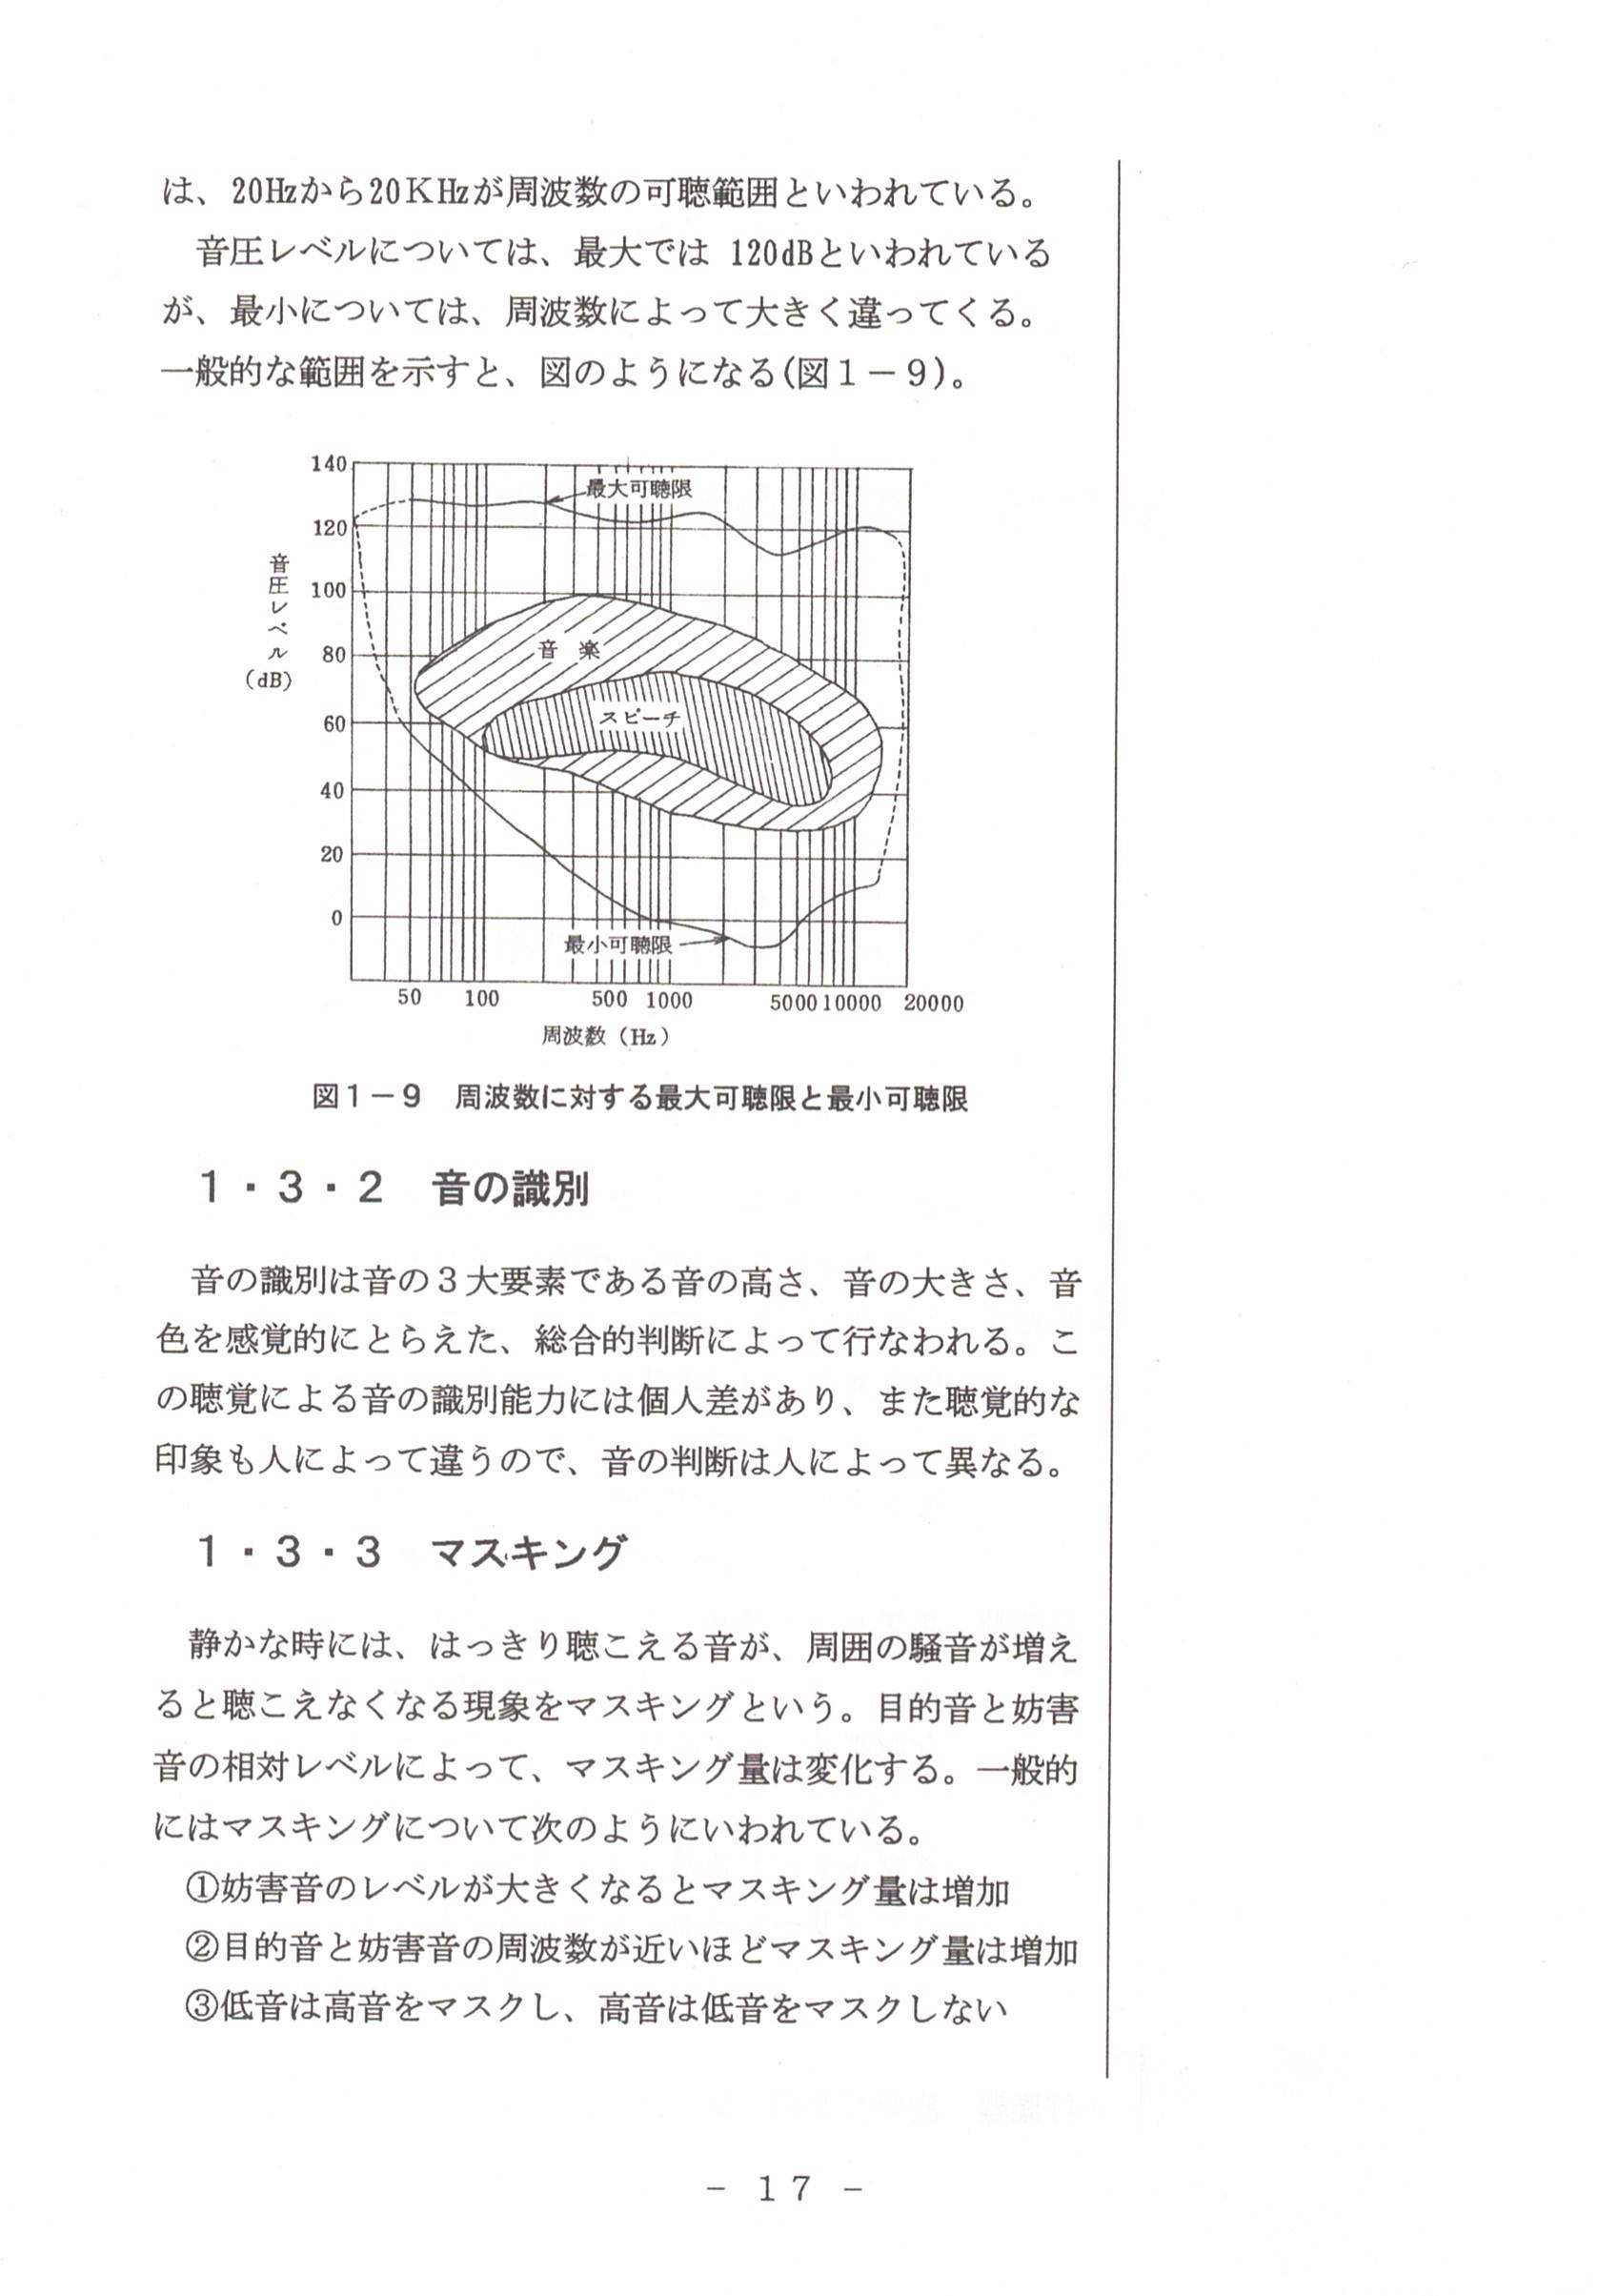 は、20Hzから20KHzが周波数の可聴範囲といわれている。
音圧レベルについては、最大では 120dBといわれている
が、最小については、周波数によって大きく違ってくる。
一般的な範囲を示すと、図のようになる(図1－9)。
140
120
100
80
60
40
20
0
音圧レベル
(dB)
最大可聴限
音 楽
スピーチ
最小可聴限
50 100 500 1000 5000 10000 20000
周波数（Hz）
図1－9 周波数に対する最大可聴限と最小可聴限
1・3・2 音の識別
音の識別は音の3大要素である音の高さ、音の大きさ、音
色を感覚的にとらえた、総合的判断によって行なわれる。こ
の聴覚による音の識別能力には個人差があり、また聴覚的な
印象も人によって違うので、音の判断は人によって異なる。
1・3・3 マスキング
静かな時には、はっきり聴こえる音が、周囲の騒音が増え
ると聴こえなくなる現象をマスキングという。目的音と妨害
音の相対レベルによって、マスキング量は変化する。一般的
にはマスキングについて次のようにいわれている。
①妨害音のレベルが大きくなるとマスキング量は増加
②目的音と妨害音の周波数が近いほどマスキング量は増加
③低音は高音をマスクし、高音は低音をマスクしない
- 17 -